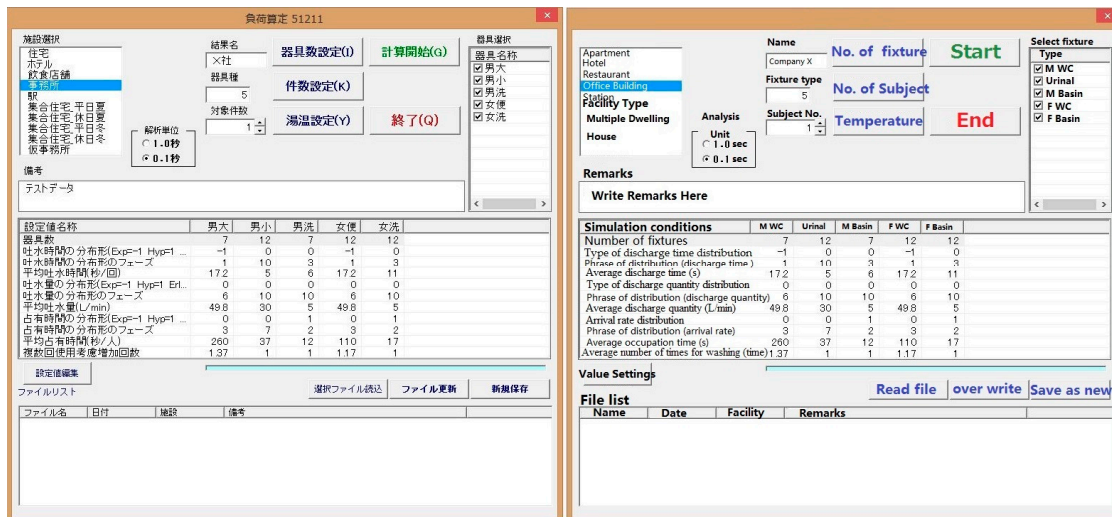 負荷算定 51211
施設選択
住宅
ホテル
飲食店舗
事務所
駅
集合住宅_平日夏
集合住宅_休日夏
集合住宅_平日冬
集合住宅_休日冬
仮事務所
解析単位
1.0秒
0.1秒
結果名
×社
器具種
5
対象件数
1
器具数設定(I)
件数設定(K)
湯温設定(Y)
計算開始(G)
終了(Q)
器具選択
器具名称
男大
男小
男洗
女便
女洗
備考
テストデータ
設定値名称 男大 男小 男洗 女便 女洗
器具数 7 12 7 12 12
吐水時間の分布形(Exp=-1 Hyp=1 ... -1 0 0 -1 0
吐水時間の分布形のフェーズ 1 10 3 1 3
平均吐水時間(秒/回) 17.2 5 6 17.2 11
吐水量の分布形(Exp=-1 Hyp=1 Erl... 0 0 0 0 0
吐水量の分布形のフェーズ 6 10 10 6 10
平均吐水量(L/min) 49.8 30 5 49.8 5
占有時間の分布形(Exp=-1 Hyp=1 ... 0 0 1 0 1
占有時間の分布形のフェーズ 3 7 2 3 2
平均占有時間(秒/人) 260 37 12 110 17
複数回使用考慮増加回数 1.37 1 1 1.17 1
設定値編集
ファイルリスト
選択ファイル読込
ファイル更新
新規保存
ファイル名 日付 施設 備考
Apartment
Hotel
Restaurant
Office Building
Station
Facility Type
Multiple Dwelling
House
Analysis
Unit
1.0 sec
0.1 sec
Name
Company X
Fixture type
5
Subject No.
1
No. of fixture
No. of Subject
Temperature
Start
End
Select fixture
Type
M WC
Urinal
M Basin
F WC
F Basin
Remarks
Write Remarks Here
Simulation conditions M WC Urinal M Basin F WC F Basin
Number of fixtures 7 12 7 12 12
Type of discharge time distribution -1 0 0 -1 0
Phrase of distribution (discharge time ) 1 10 3 1 3
Average discharge time (s) 17.2 5 6 17.2 11
Type of discharge quantity distribution 0 0 0 0 0
Phrase of distribution (discharge quantity) 6 10 10 6 10
Average discharge quantity (L/min) 49.8 30 5 49.8 5
Arrival rate distribution 0 0 1 0 1
Phrase of distribution (arrival rate) 3 7 2 3 2
Average occupation time (s) 260 37 12 110 17
Average number of times for washing (time) 1.37 1 1 1.17 1
Value Settings
File list
Read file
over write
Save as new
Name Date Facility Remarks